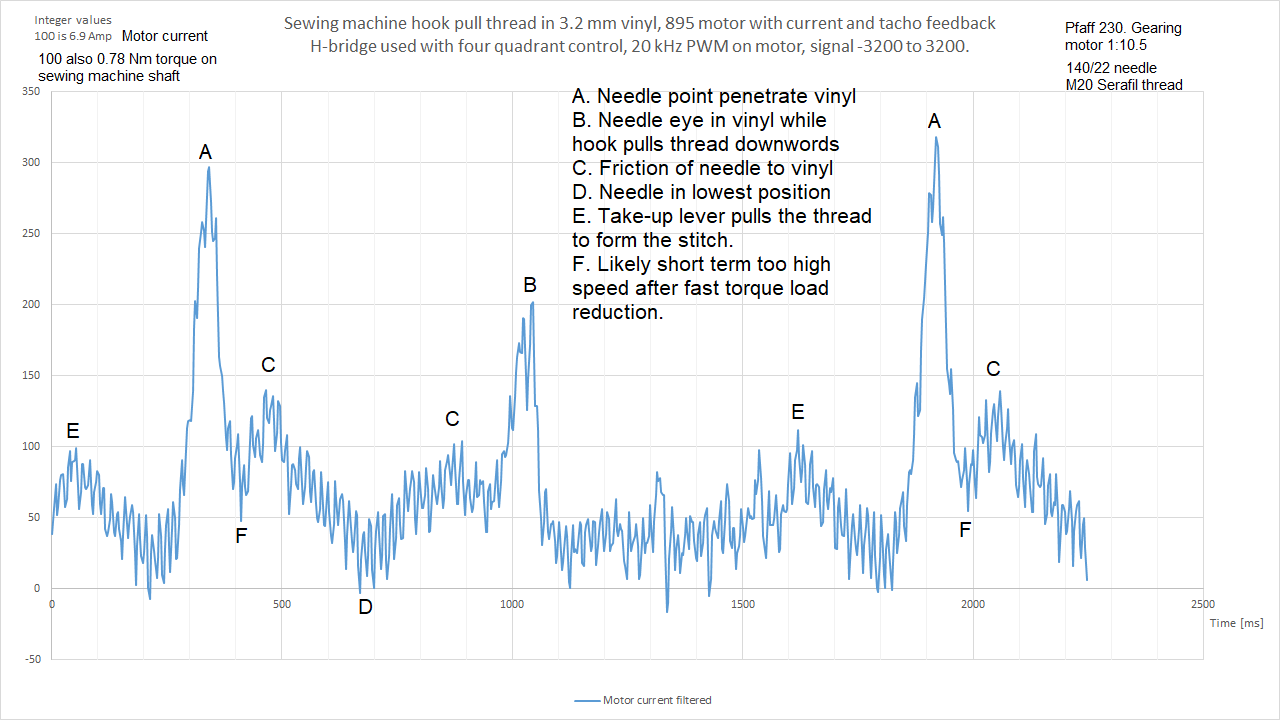 Integer values
100 is 6.9 Amp Motor current
100 also 0.78 Nm torque on
sewing machine shaft
Sewing machine hook pull thread in 3.2 mm vinyl, 895 motor with current and tacho feedback
H-bridge used with four quadrant control, 20 kHz PWM on motor, signal -3200 to 3200.
Pfaff 230. Gearing
motor 1:10.5
140/22 needle
M20 Serafil thread
A. Needle point penetrate vinyl
B. Needle eye in vinyl while
hook pulls thread downwords
C. Friction of needle to vinyl
D. Needle in lowest position
E. Take-up lever pulls the thread
to form the stitch.
F. Likely short term too high
speed after fast torque load
reduction.
350
300
250
200
150
100
50
0
-50
E
A
F
C
D
C
B
E
A
F
C
0
500
1000
1500
2000
2500
Time [ms]
Motor current filtered